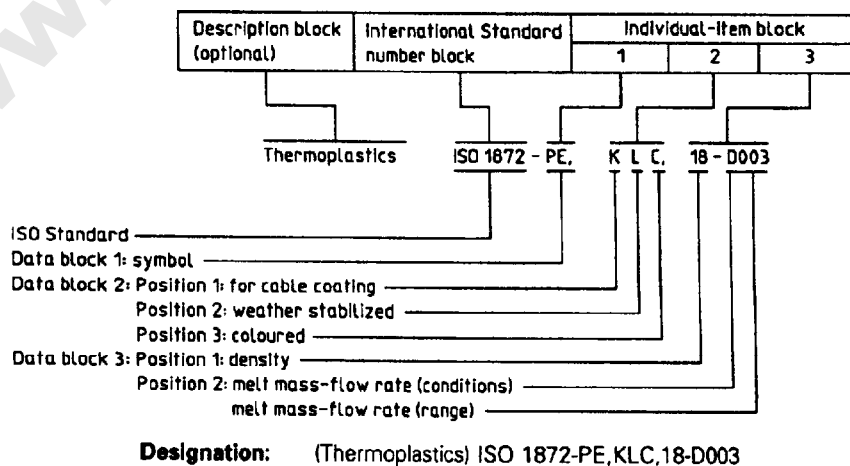 Description block (optional)
International Standard number block
Individual-item block
1 2 3
Thermoplastics ISO 1872 - PE, K L C, 18 - D003
ISO Standard
Data block 1: symbol
Data block 2: Position 1: for cable coating
Position 2: weather stabilized
Position 3: coloured
Data block 3: Position 1: density
Position 2: melt mass-flow rate (conditions)
melt mass-flow rate (range)
Designation: (Thermoplastics) ISO 1872-PE,KLC,18-D003